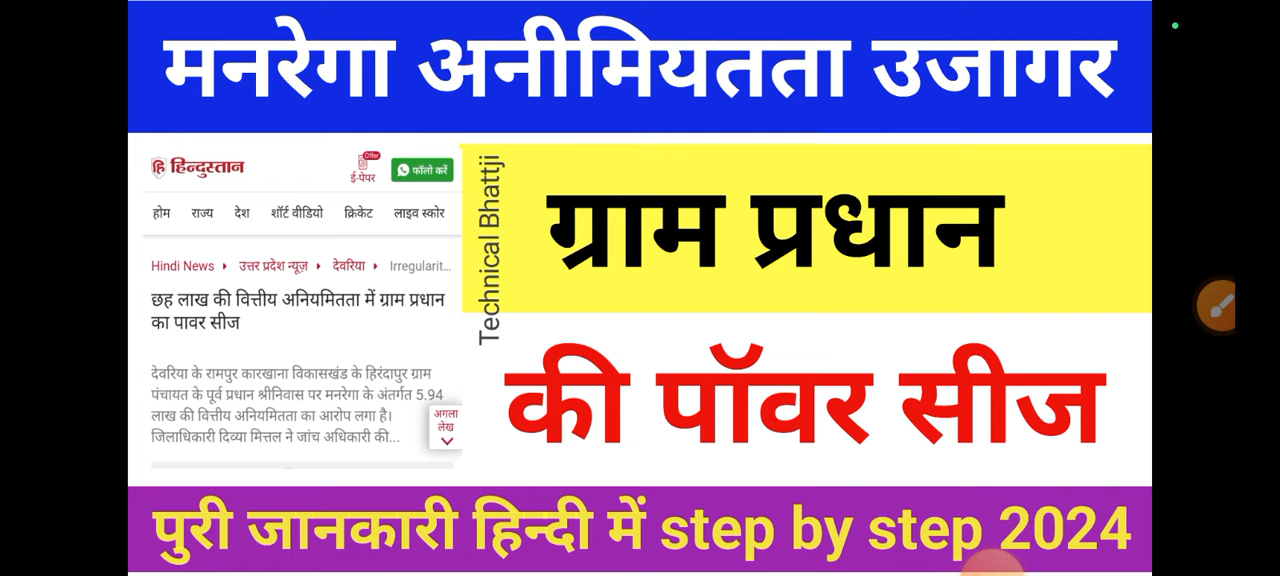 मनरेगा अनीमियतता उजागर
हिन्दुस्तान
Offer
ई-पेपर
फॉलो करें
होम राज्य देश शॉर्ट वीडियो क्रिकेट लाइव स्कोर
Hindi News उत्तर प्रदेश न्यूज़ देवरिया Irregularit...
छह लाख की वित्तीय अनियमितता में ग्राम प्रधान
का पावर सीज
देवरिया के रामपुर कारखाना विकासखंड के हिरंदापुर ग्राम
पंचायत के पूर्व प्रधान श्रीनिवास पर मनरेगा के अंतर्गत 5.94
लाख की वित्तीय अनियमितता का आरोप लगा है।
जिलाधिकारी दिव्या मित्तल ने जांच अधिकारी की...
अगला
लेख
Technical Bhattji
ग्राम प्रधान
की पॉवर सीज
पुरी जानकारी हिन्दी में step by step 2024